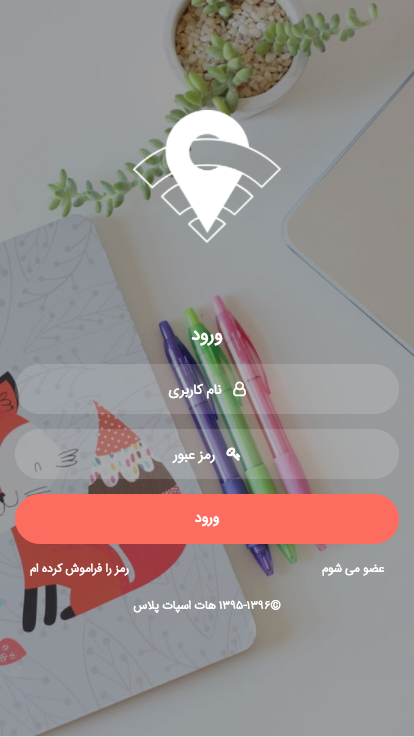 ورود
نام کاربری
رمز عبور
ورود
عضو می شوم
رمز را فراموش کرده ام
©۱۳۹۵-۱۳۹۶ هات اسپات پلاس